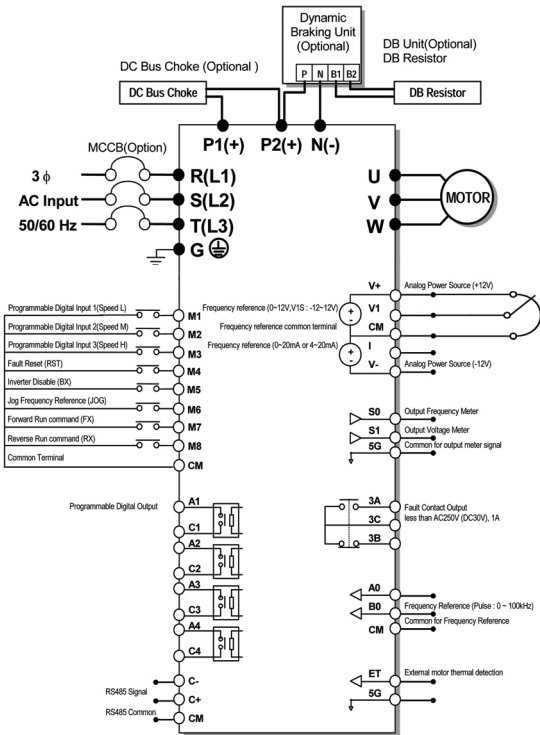 Dynamic
Braking Unit
(Optional)
P N B1 B2
DB Unit(Optional)
DB Resistor
DC Bus Choke (Optional )
DC Bus Choke
DB Resistor
P1(+) P2(+) N(-)
MCCB(Option)
3 ϕ
AC Input
50/60 Hz
R(L1)
S(L2)
T(L3)
G
U
V
W
MOTOR
Programmable Digital Input 1(Speed L)
M1
Programmable Digital Input 2(Speed M)
M2
Programmable Digital Input 3(Speed H)
M3
Fault Reset (RST)
M4
Inverter Disable (BX)
M5
Jog Frequency Reference (JOG)
M6
Forward Run command (FX)
M7
Reverse Run command (RX)
M8
Common Terminal
CM
Frequency reference (0~12V,V1S : -12~12V)
Frequency reference common terminal
Frequency reference (0~20mA or 4~20mA)
+
-
+
-
V+ Analog Power Source (+12V)
V1
CM
I
V- Analog Power Source (-12V)
S0 Output Frequency Meter
S1 Output Voltage Meter
5G Common for output meter signal
Programmable Digital Output
A1
C1
A2
C2
A3
C3
A4
C4
3A
3C
3B
Fault Contact Output
less than AC250V (DC30V), 1A
A0
B0
CM
Frequency Reference (Pulse : 0 ~ 100kHz)
Common for Frequency Reference
RS485 Signal
C-
C+
RS485 Common
CM
ET External motor thermal detection
5G